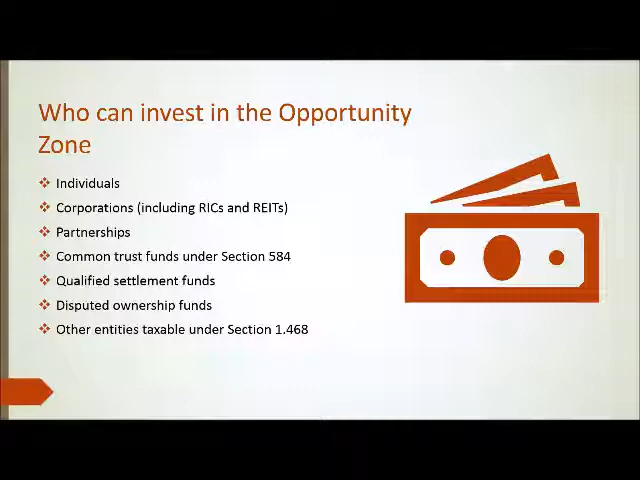 Who can invest in the Opportunity
Zone
Individuals
Corporations (including RICs and REITs)
Partnerships
Common trust funds under Section 584
Qualified settlement funds
Disputed ownership funds
Other entities taxable under Section 1.468